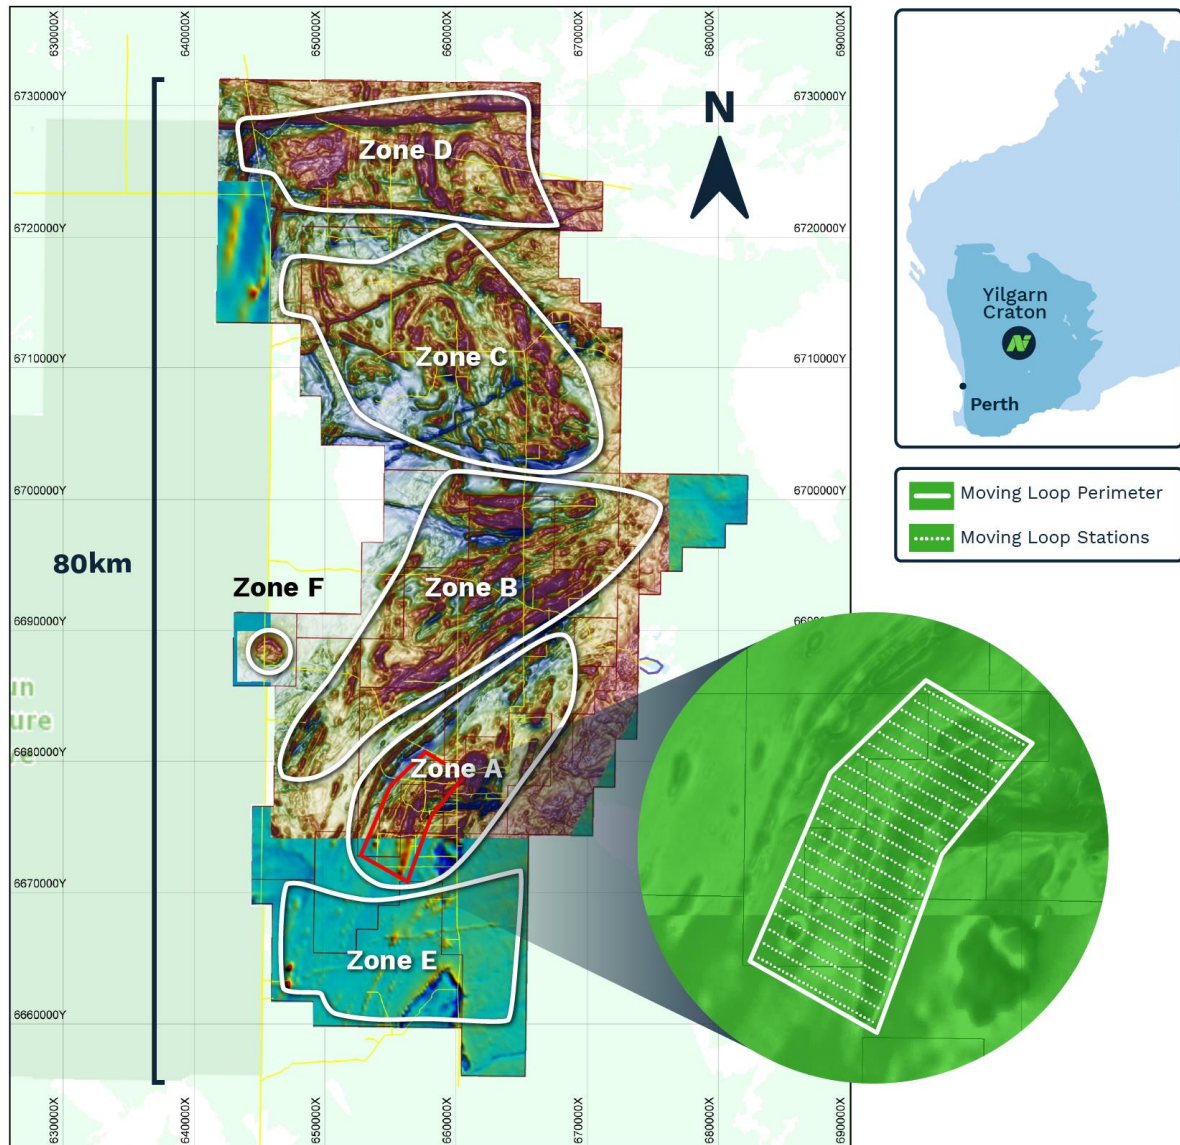 630000X
640000X
650000X
660000X
670000X
680000X
690000X
6730000Y
6730000Y
N
Zone D
6720000Y
6720000Y
Yilgarn
Craton
Perth
6710000Y
6710000Y
Zone C
6700000Y
6700000Y
Moving Loop Perimeter
Moving Loop Stations
80km
Zone F
Zone B
6690000Y
un
ure
6680000Y
Zone A
6670000Y
Zone E
6660000Y
630000X
640000X
650000X
660000X
670000X
680000X
690000X